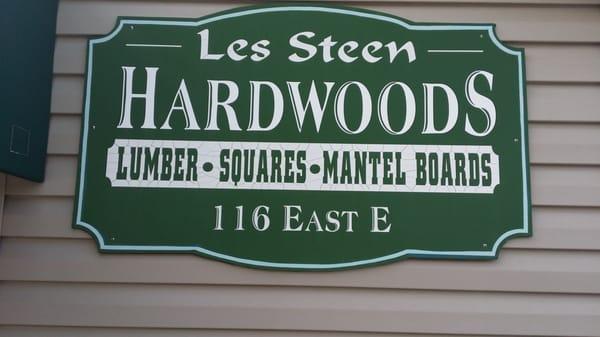 Les Steen
HARDWOODS
LUMBER • SQUARES • MANTEL BOARDS
116 EAST E